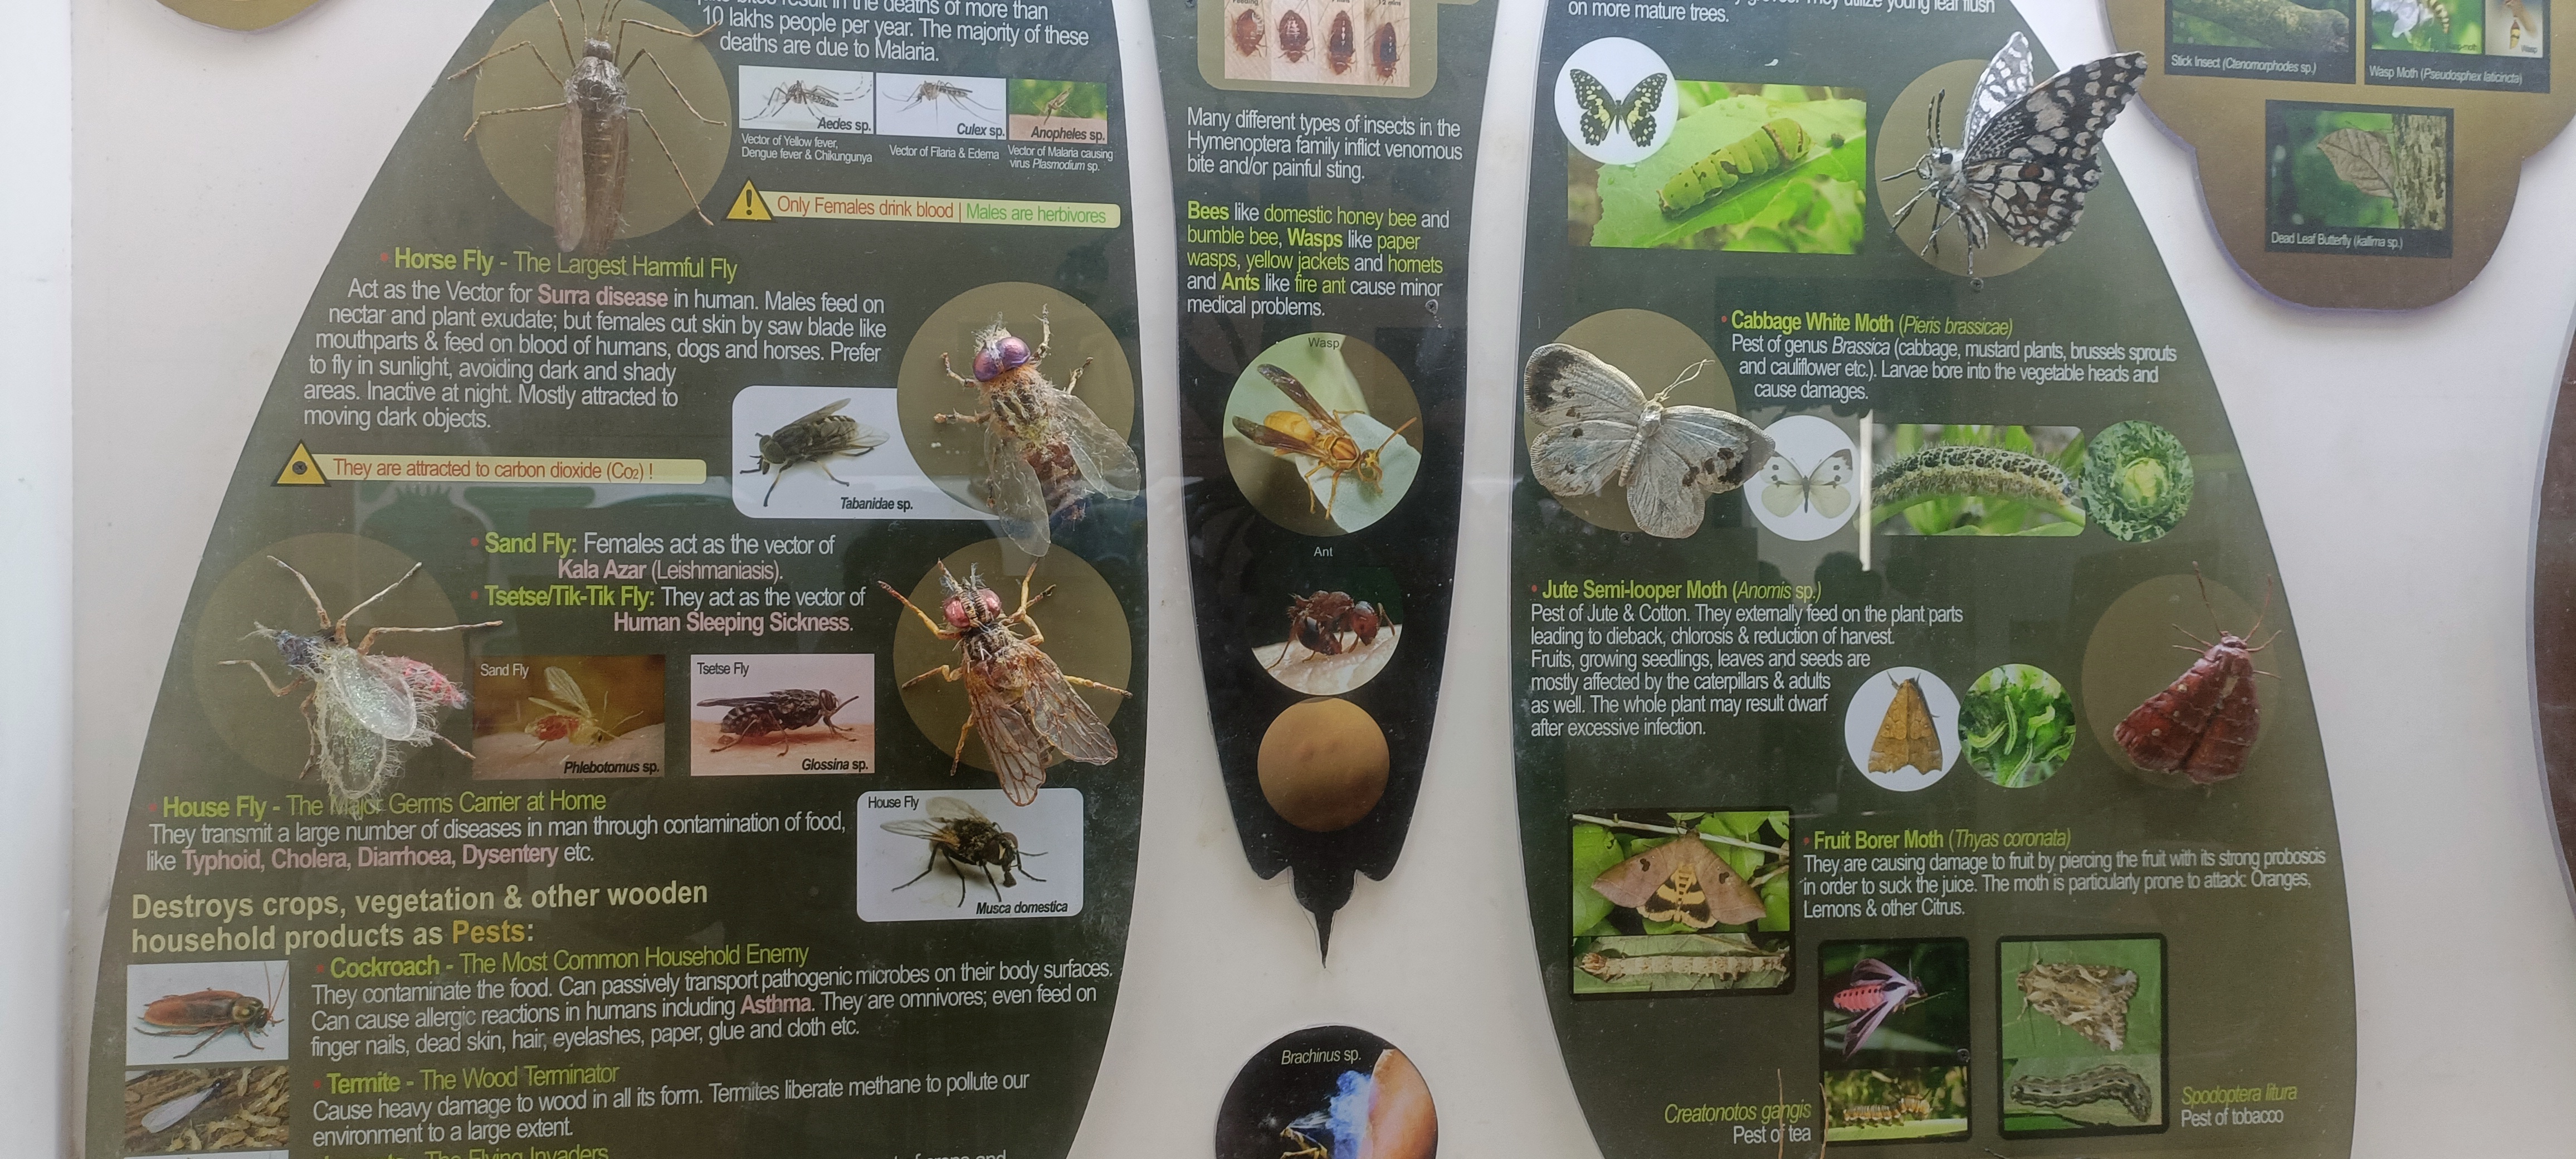 in the deaths of more than
10 lakhs people per year. The majority of these
deaths are due to Malaria.
Aedes sp.
Culex sp.
Anopheles sp.
Vector of Yellow fever,
Dengue fever & Chikungunya
Vector of Filaria & Edema
Vector of Malaria causing
virus Plasmodium sp.
Only Females drink blood | Males are herbivores
• Horse Fly - The Largest Harmful Fly
Act as the Vector for Surra disease in human. Males feed on
nectar and plant exudate; but females cut skin by saw blade like
mouthparts & feed on blood of humans, dogs and horses. Prefer
to fly in sunlight, avoiding dark and shady
areas. Inactive at night. Mostly attracted to
moving dark objects.
They are attracted to carbon dioxide (Co2) !
Tabanidae sp.
• Sand Fly: Females act as the vector of
Kala Azar (Leishmaniasis).
• Tsetse/Tik-Tik Fly: They act as the vector of
Human Sleeping Sickness.
Sand Fly
Phlebotomus sp.
Tsetse Fly
Glossina sp.
• House Fly - The Major Germs Carrier at Home
They transmit a large number of diseases in man through contamination of food,
like Typhoid, Cholera, Diarrhoea, Dysentery etc.
House Fly
Musca domestica
Destroys crops, vegetation & other wooden
household products as Pests:
• Cockroach - The Most Common Household Enemy
They contaminate the food. Can passively transport pathogenic microbes on their body surfaces.
Can cause allergic reactions in humans including Asthma. They are omnivores; even feed on
finger nails, dead skin, hair, eyelashes, paper, glue and cloth etc.
• Termite - The Wood Terminator
Cause heavy damage to wood in all its form. Termites liberate methane to pollute our
environment to a large extent.
The Flying Invaders
Many different types of insects in the
Hymenoptera family inflict venomous
bite and/or painful sting.
Bees like domestic honey bee and
bumble bee, Wasps like paper
wasps, yellow jackets and hornets
and Ants like fire ant cause minor
medical problems.
Wasp
Ant
Brachinus sp.
They utilize young leaf flush
on more mature trees.
• Cabbage White Moth (Pieris brassicae)
Pest of genus Brassica (cabbage, mustard plants, brussels sprouts
and cauliflower etc.). Larvae bore into the vegetable heads and
cause damages.
• Jute Semi-looper Moth (Anomis sp.)
Pest of Jute & Cotton. They externally feed on the plant parts
leading to dieback, chlorosis & reduction of harvest.
Fruits, growing seedlings, leaves and seeds are
mostly affected by the caterpillars & adults
as well. The whole plant may result dwarf
after excessive infection.
• Fruit Borer Moth (Thyas coronata)
They are causing damage to fruit by piercing the fruit with its strong proboscis
in order to suck the juice. The moth is particularly prone to attack: Oranges,
Lemons & other Citrus.
Creatonotos gangis
Pest of tea
Spodoptera litura
Pest of tobacco
Stick Insect (Ctenomorphodes sp.)
Wasp
Wasp Moth (Pseudosphex laticincta)
Dead Leaf Butterfly (kallima sp.)